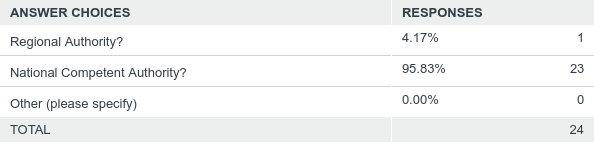 ANSWER CHOICES RESPONSES
Regional Authority? 4.17% 1
National Competent Authority? 95.83% 23
Other (please specify) 0.00% 0
TOTAL 24